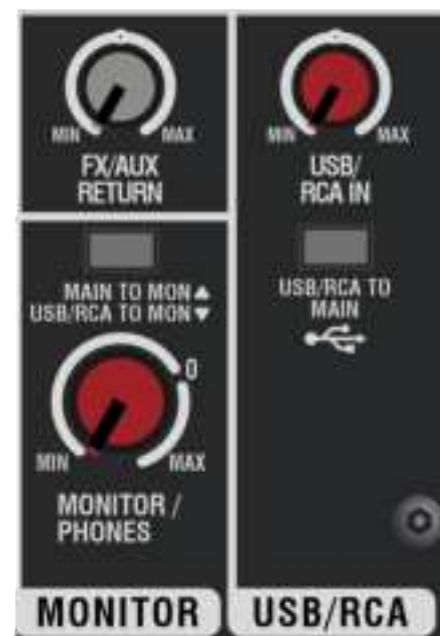 MIN MAX
FX/AUX
RETURN
MAIN TO MON▲
USB/RCA TO MON▼
0
MIN MAX
MONITOR /
PHONES
MONITOR
MIN MAX
USB/
RCA IN
USB/RCA TO
MAIN
USB/RCA